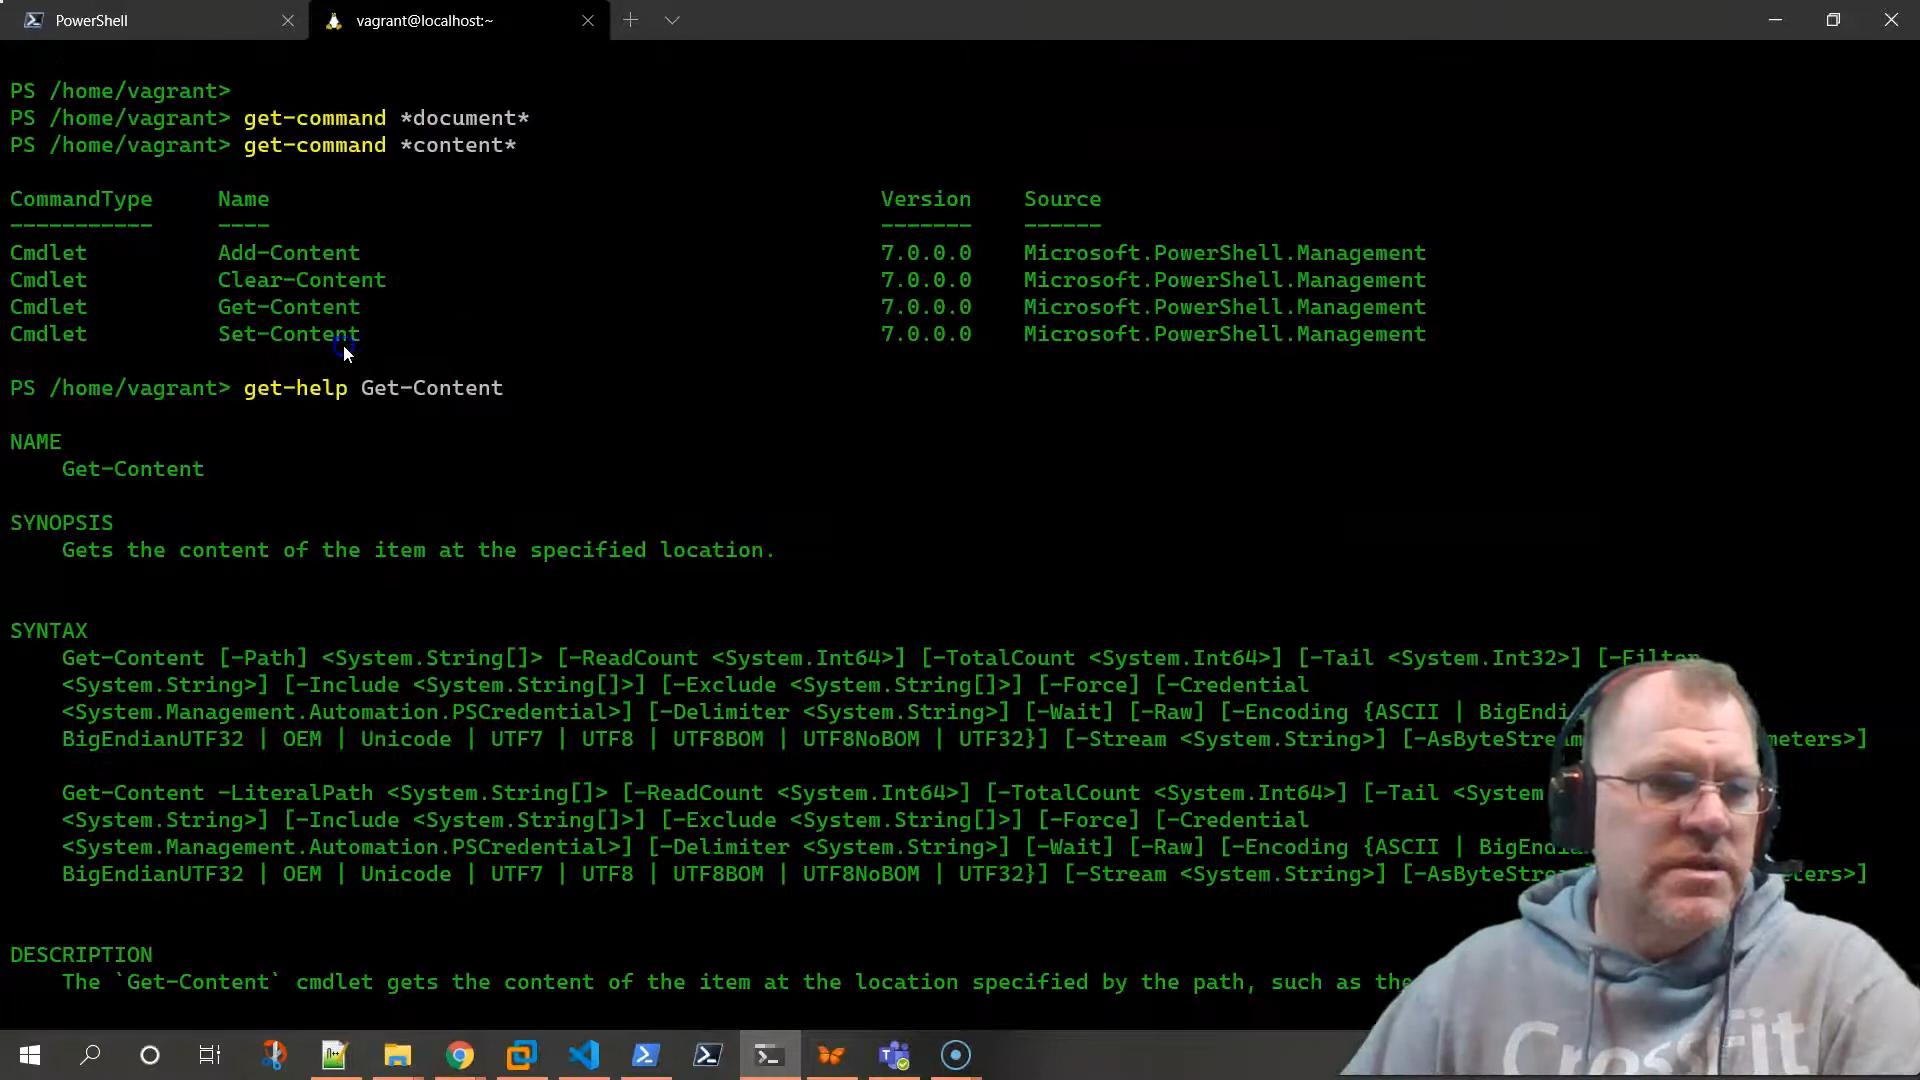 PowerShell
vagrant@localhost:~
PS /home/vagrant>
PS /home/vagrant> get-command *document*
PS /home/vagrant> get-command *content*
CommandType Name Version Source
----------- ---- ------- ------
Cmdlet Add-Content 7.0.0.0 Microsoft.PowerShell.Management
Cmdlet Clear-Content 7.0.0.0 Microsoft.PowerShell.Management
Cmdlet Get-Content 7.0.0.0 Microsoft.PowerShell.Management
Cmdlet Set-Content 7.0.0.0 Microsoft.PowerShell.Management
PS /home/vagrant> get-help Get-Content
NAME
Get-Content
SYNOPSIS
Gets the content of the item at the specified location.
SYNTAX
Get-Content [-Path] <System.String[]> [-ReadCount <System.Int64>] [-TotalCount <System.Int64>] [-Tail <System.Int32>] [-Filter
<System.String>] [-Include <System.String[]>] [-Exclude <System.String[]>] [-Force] [-Credential
<System.Management.Automation.PSCredential>] [-Delimiter <System.String>] [-Wait] [-Raw] [-Encoding {ASCII | BigEndi
BigEndianUTF32 | OEM | Unicode | UTF7 | UTF8 | UTF8BOM | UTF8NoBOM | UTF32}] [-Stream <System.String>] [-AsByteStream meters>]
Get-Content -LiteralPath <System.String[]> [-ReadCount <System.Int64>] [-TotalCount <System.Int64>] [-Tail <System
<System.String>] [-Include <System.String[]>] [-Exclude <System.String[]>] [-Force] [-Credential
<System.Management.Automation.PSCredential>] [-Delimiter <System.String>] [-Wait] [-Raw] [-Encoding {ASCII | BigEndia
BigEndianUTF32 | OEM | Unicode | UTF7 | UTF8 | UTF8BOM | UTF8NoBOM | UTF32}] [-Stream <System.String>] [-AsByteStre eters>]
DESCRIPTION
The `Get-Content` cmdlet gets the content of the item at the location specified by the path, such as the
CrossFit